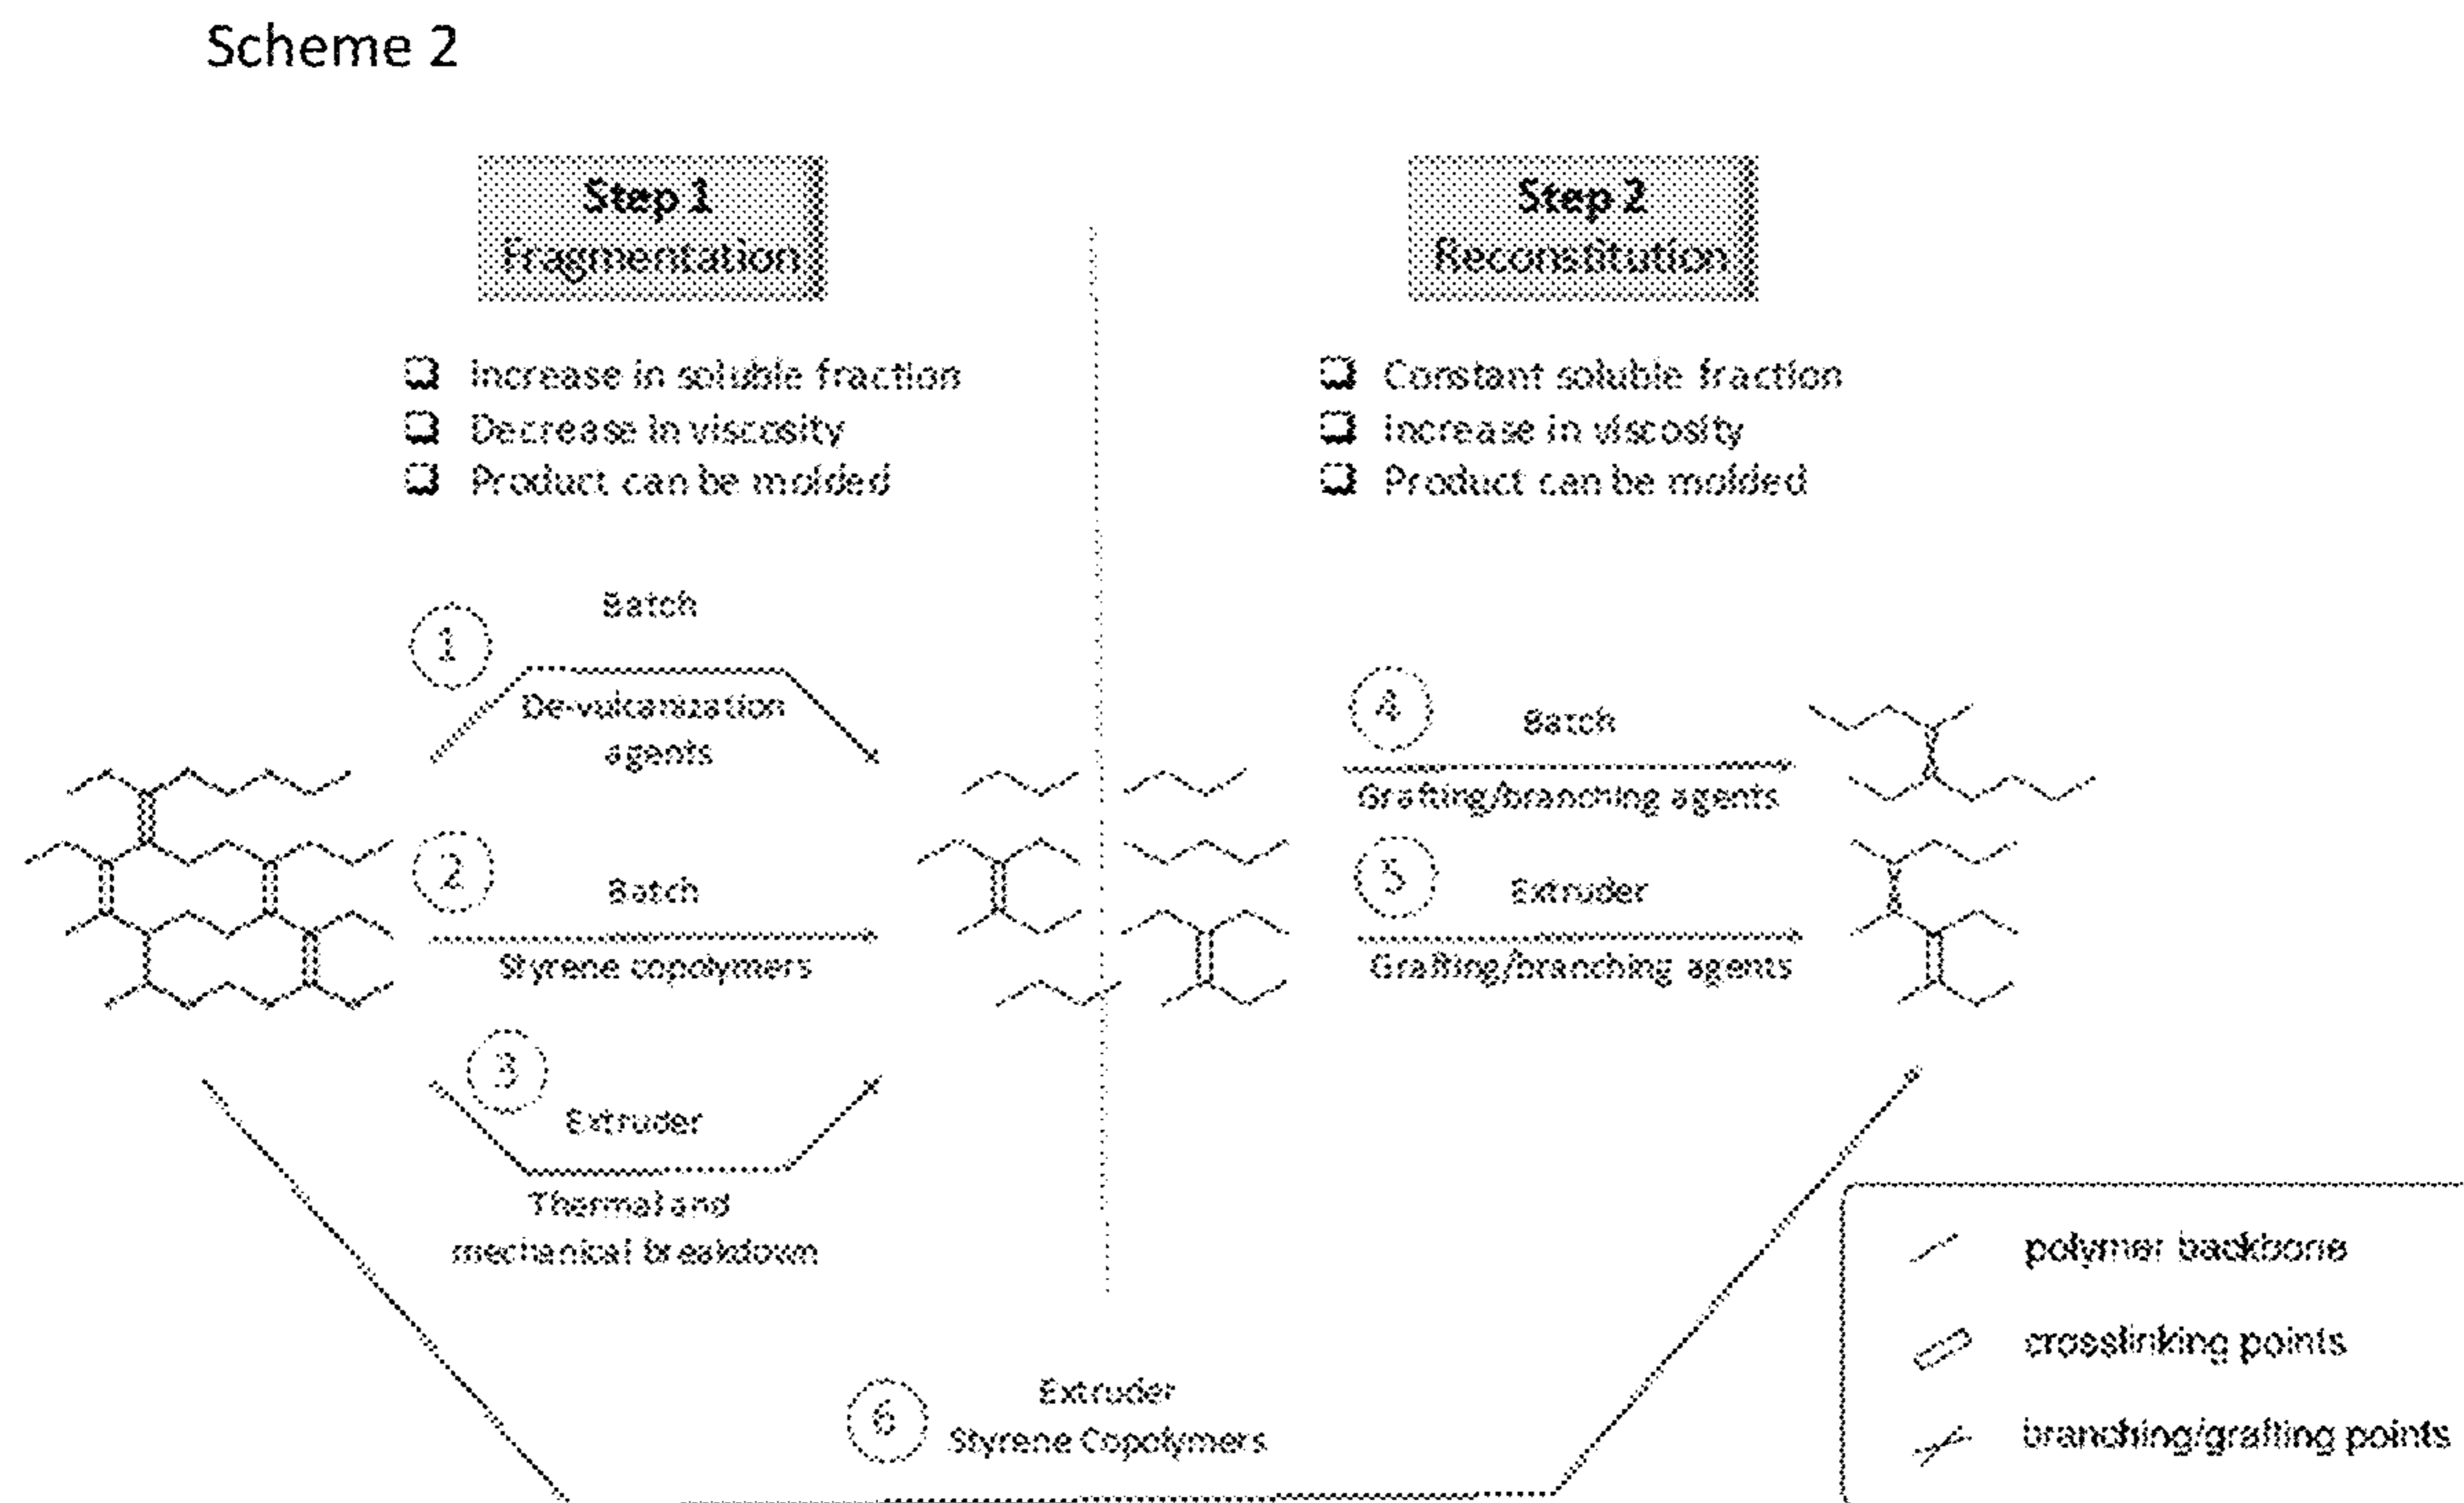 Scheme 2
Step 1
Fragmentation
Increase in soluble fraction
Decrease in viscosity
Product can be molded
Step 2
Reconstitution
Constant soluble fraction
Increase in viscosity
Product can be molded
1
Batch
De-vulcanization
agents
2
Batch
Styrene copolymers
3
Extruder
Thermal and
mechanical breakdown
4
Batch
Grafting/branching agents
5
Extruder
Grafting/branching agents
6
Extruder
Styrene Copolymers
polymer backbone
crosslinking points
branching/grafting points